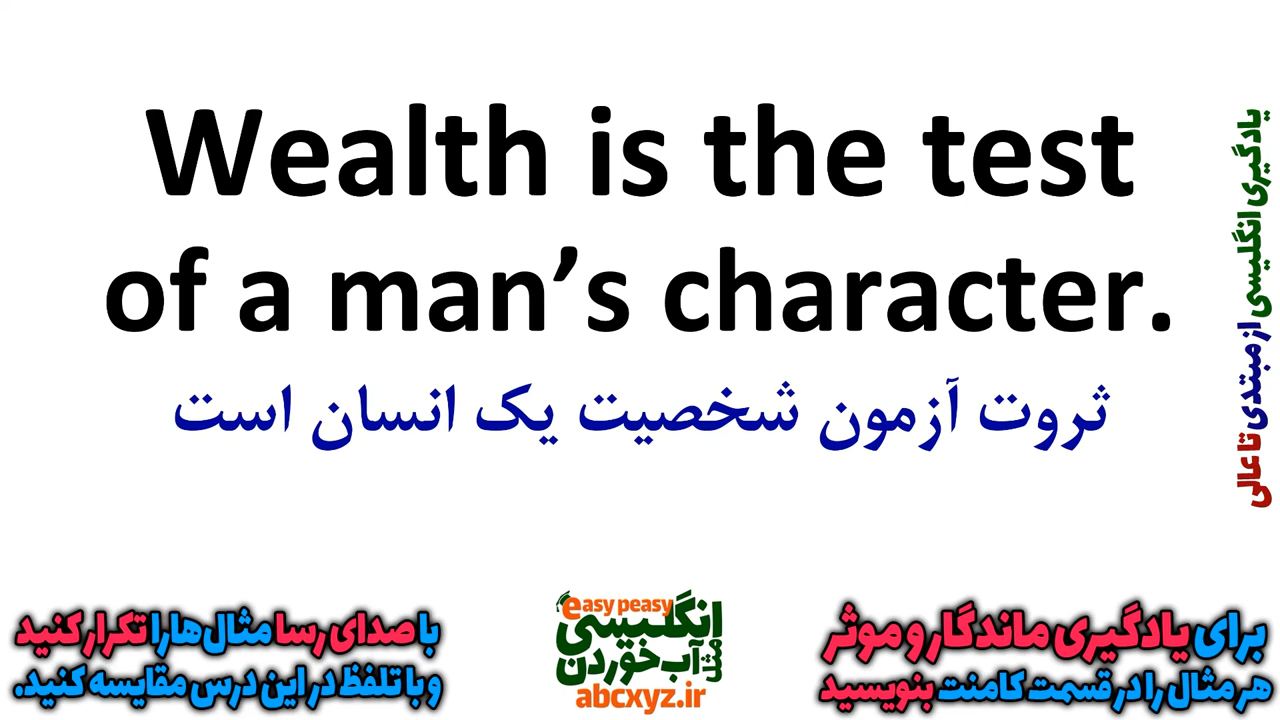 Wealth is the test
of a man’s character.
ثروت آزمون شخصیت یک انسان است
یادگیری انگلیسی از مبتدی تا عالی
برای یادگیری ماندگار و موثر
هر مثال را در قسمت کامنت بنویسید
easy peasy
انگلیسی
مثل
آب خوردن
abcxyz.ir
با صدای رسا مثال‌ها را تکرار کنید
و با تلفظ در این درس مقایسه کنید.